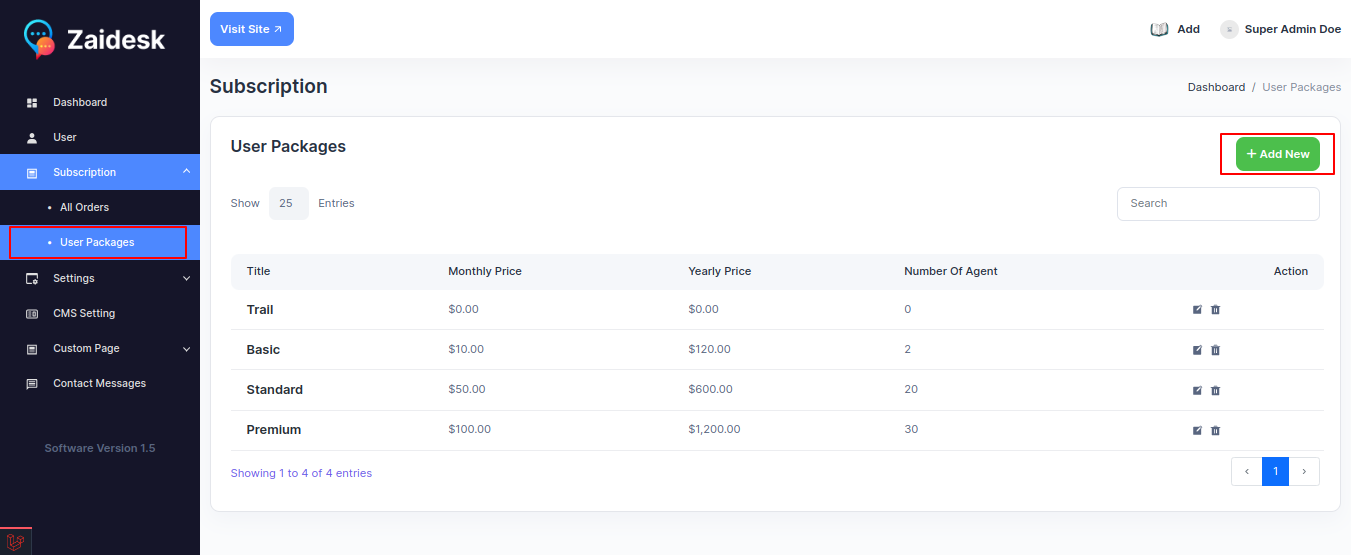 Zaidesk
Visit Site
Add
Super Admin Doe
Dashboard
User
Subscription
• All Orders
• User Packages
Settings
CMS Setting
Custom Page
Contact Messages
Software Version 1.5
Subscription
Dashboard / User Packages
User Packages
+ Add New
Show 25 Entries
Search
Title Monthly Price Yearly Price Number Of Agent Action
Trail $0.00 $0.00 0
Basic $10.00 $120.00 2
Standard $50.00 $600.00 20
Premium $100.00 $1,200.00 30
Showing 1 to 4 of 4 entries
‹ 1 ›